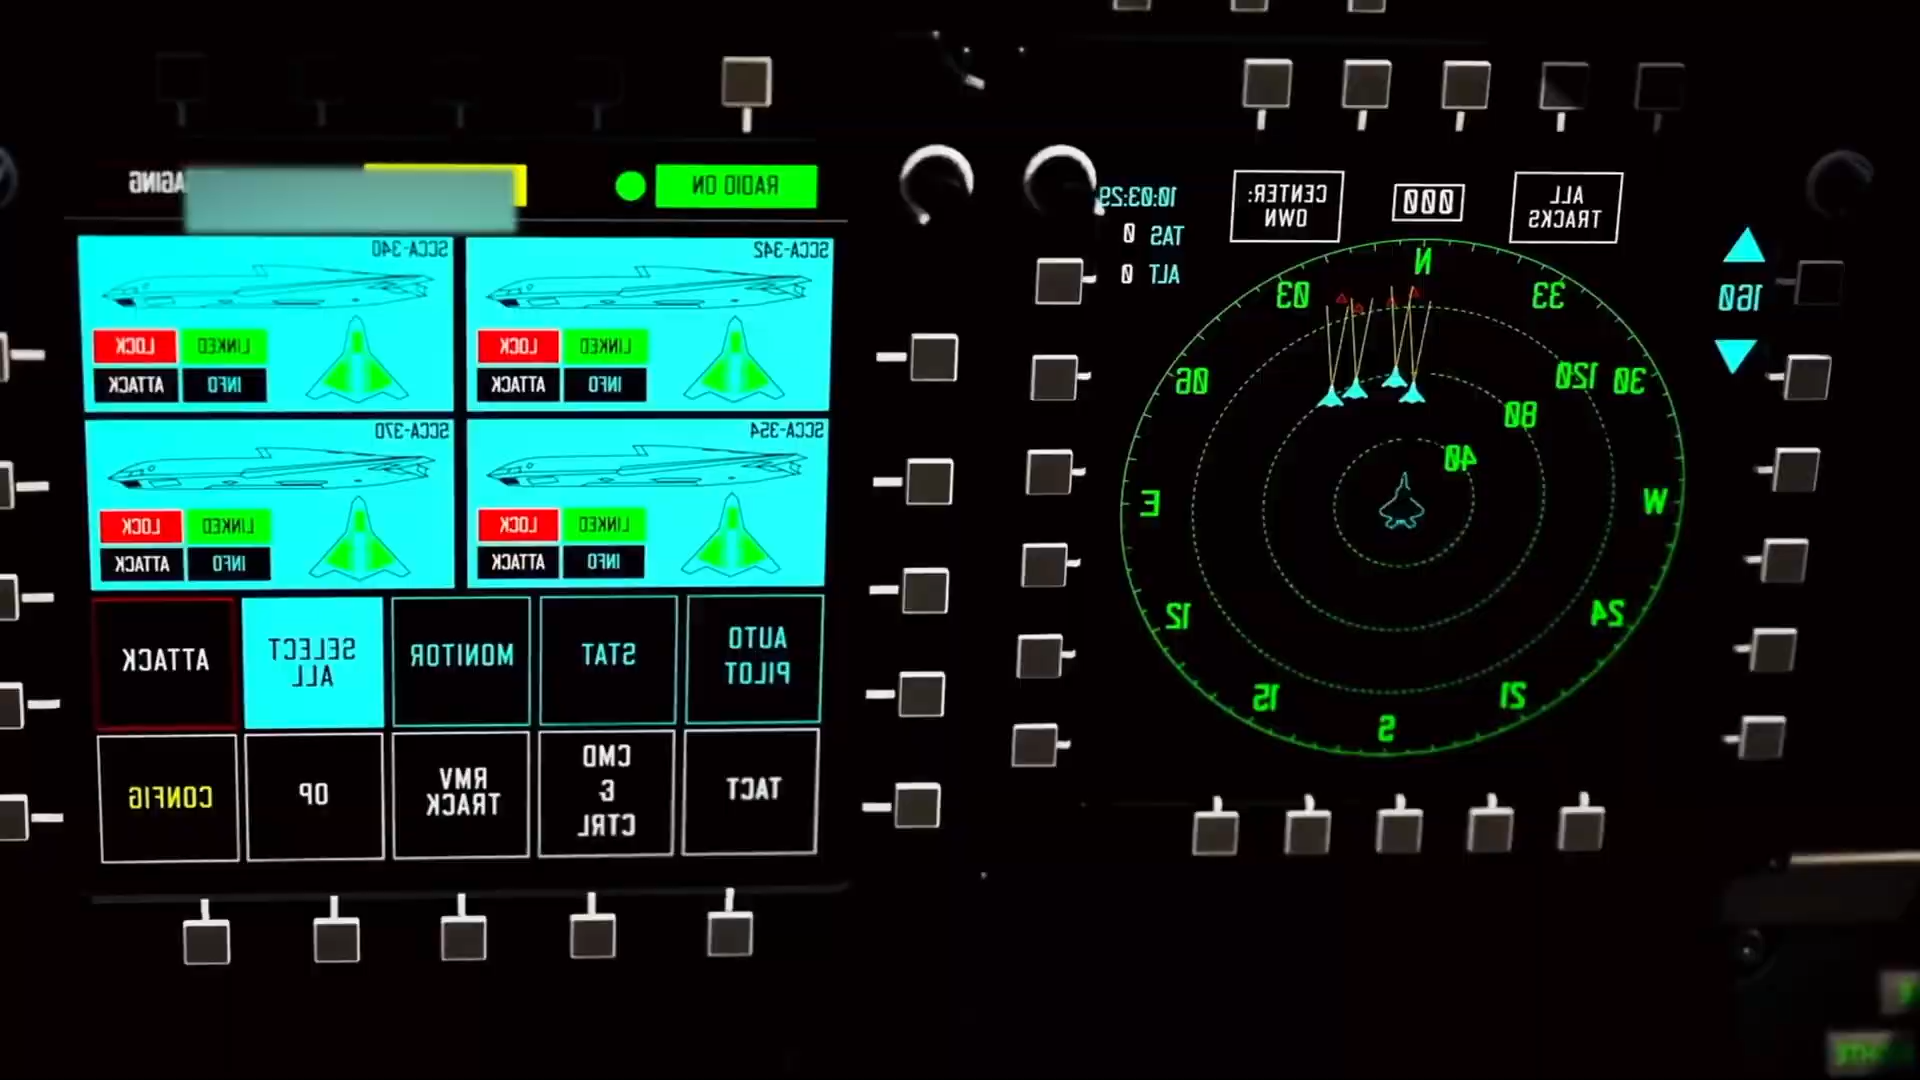 AGING
RADIO ON
SCCA-340
LOCK
LINKED
ATTACK
INFO
SCCA-342
LOCK
LINKED
ATTACK
INFO
SCCA-370
LOCK
LINKED
ATTACK
INFO
SCCA-354
LOCK
LINKED
ATTACK
INFO
ATTACK
SELECT
ALL
MONITOR
STAT
AUTO
PILOT
CONFIG
OP
RMV
TRACK
CMD
&
CTRL
TACT
10:03:29
TAS 0
ALT 0
CENTER:
OWN
000
ALL
TRACKS
160
N
03
33
06
120
30
80
40
E
W
12
24
15
21
S